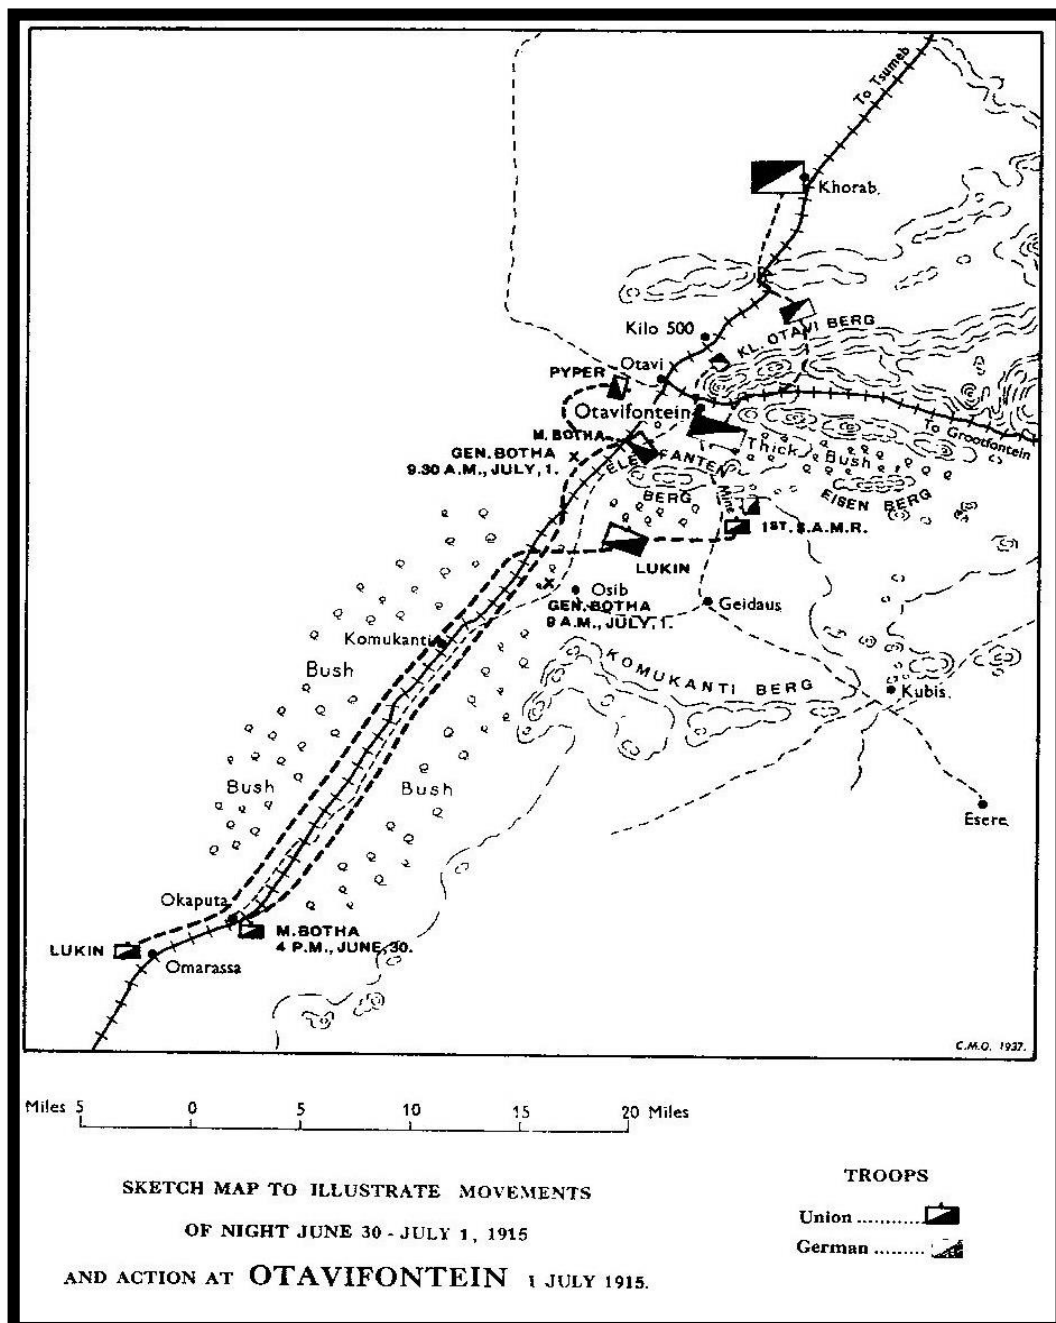 To Tsumeb
Khorab.
Kilo 500
KL. OTAVI BERG
Otavi
PYPER
Otavifontein
To Grootfontein
M. BOTHA
GEN. BOTHA
9.30 A.M., JULY, 1.
Thick Bush
ELEFANTEN
BERG
EISEN BERG
Mine
1ST. S.A.M.R.
LUKIN
Osib
GEN. BOTHA
9 A.M., JULY, 1.
Geidaus
Komukanti
KOMUKANTI BERG
Bush
Kubis.
Bush
Bush
Esere
Okaputa
M. BOTHA
4 P.M., JUNE, 30.
LUKIN
Omarassa
C.M.O. 1937.
Miles 5 0 5 10 15 20 Miles
SKETCH MAP TO ILLUSTRATE MOVEMENTS
OF NIGHT JUNE 30 - JULY 1, 1915
AND ACTION AT OTAVIFONTEIN 1 JULY 1915.
TROOPS
Union ............
German .........